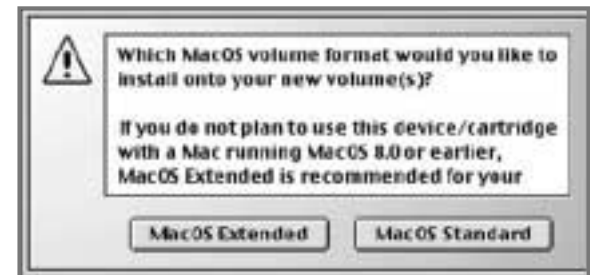 Which MacOS volume format would you like to
install onto your new volume(s)?
If you do not plan to use this device/cartridge
with a Mac running MacOS 8.0 or earlier,
MacOS Extended is recommended for your
MacOS Extended
MacOS Standard